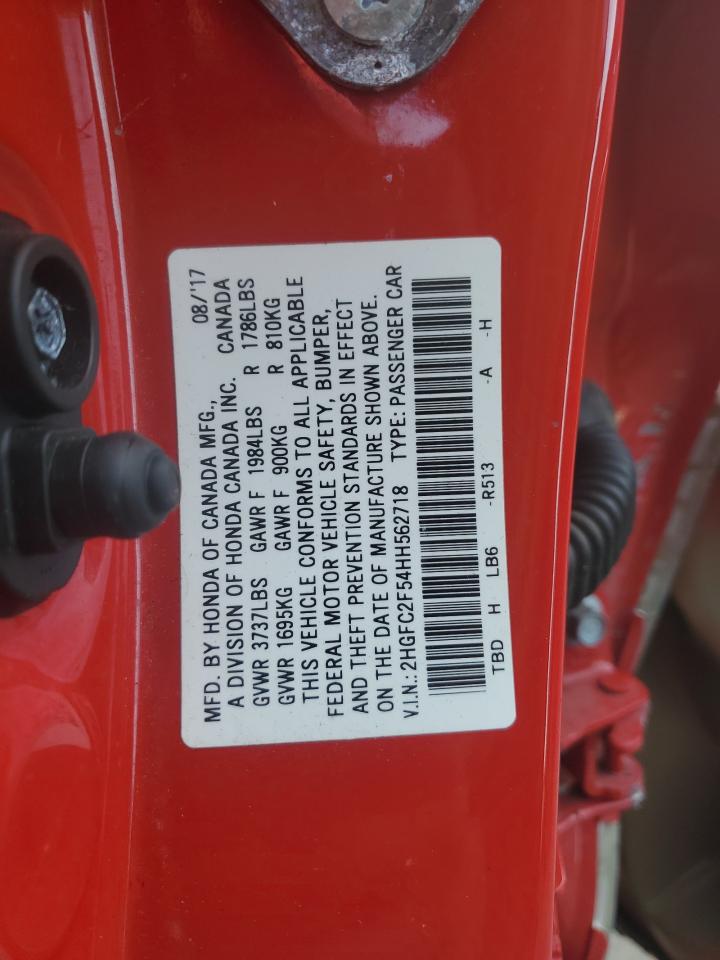 MFD. BY HONDA OF CANADA MFG., 08/'17
A DIVISION OF HONDA CANADA INC. CANADA
GVWR 3737LBS GAWR F 1984LBS R 1786LBS
GVWR 1695KG GAWR F 900KG R 810KG
THIS VEHICLE CONFORMS TO ALL APPLICABLE
FEDERAL MOTOR VEHICLE SAFETY, BUMPER,
AND THEFT PREVENTION STANDARDS IN EFFECT
ON THE DATE OF MANUFACTURE SHOWN ABOVE.
V.I.N.: 2HGFC2F54HH562718 TYPE: PASSENGER CAR
TBD H LB6 -R513 -A -H